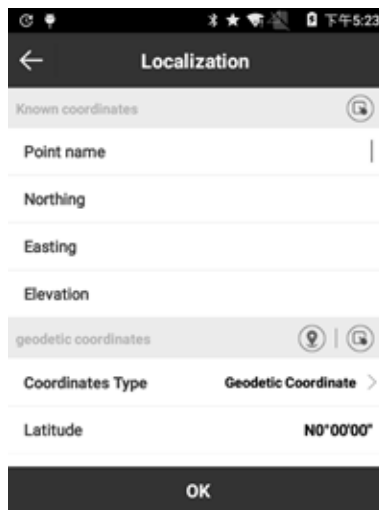 下午5:23
Localization
Known coordinates
Point name
Northing
Easting
Elevation
geodetic coordinates
Coordinates Type Geodetic Coordinate
Latitude N0°00'00"
OK